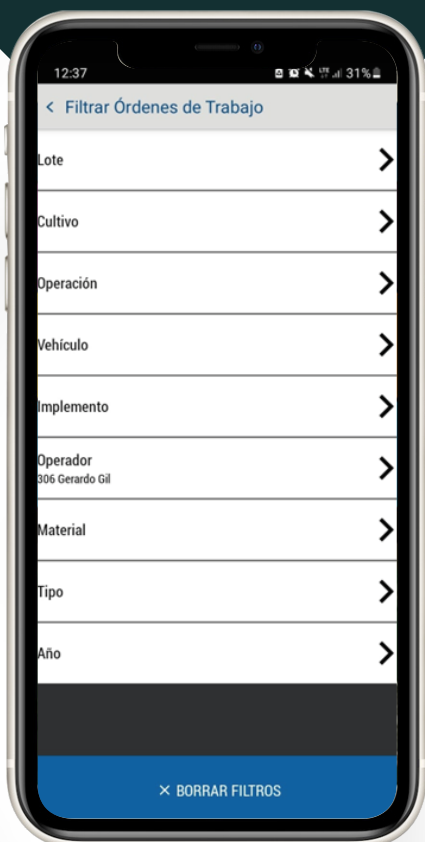 12:37
LTE 31%
< Filtrar Órdenes de Trabajo
Lote
Cultivo
Operación
Vehículo
Implemento
Operador
306 Gerardo Gil
Material
Tipo
Año
× BORRAR FILTROS